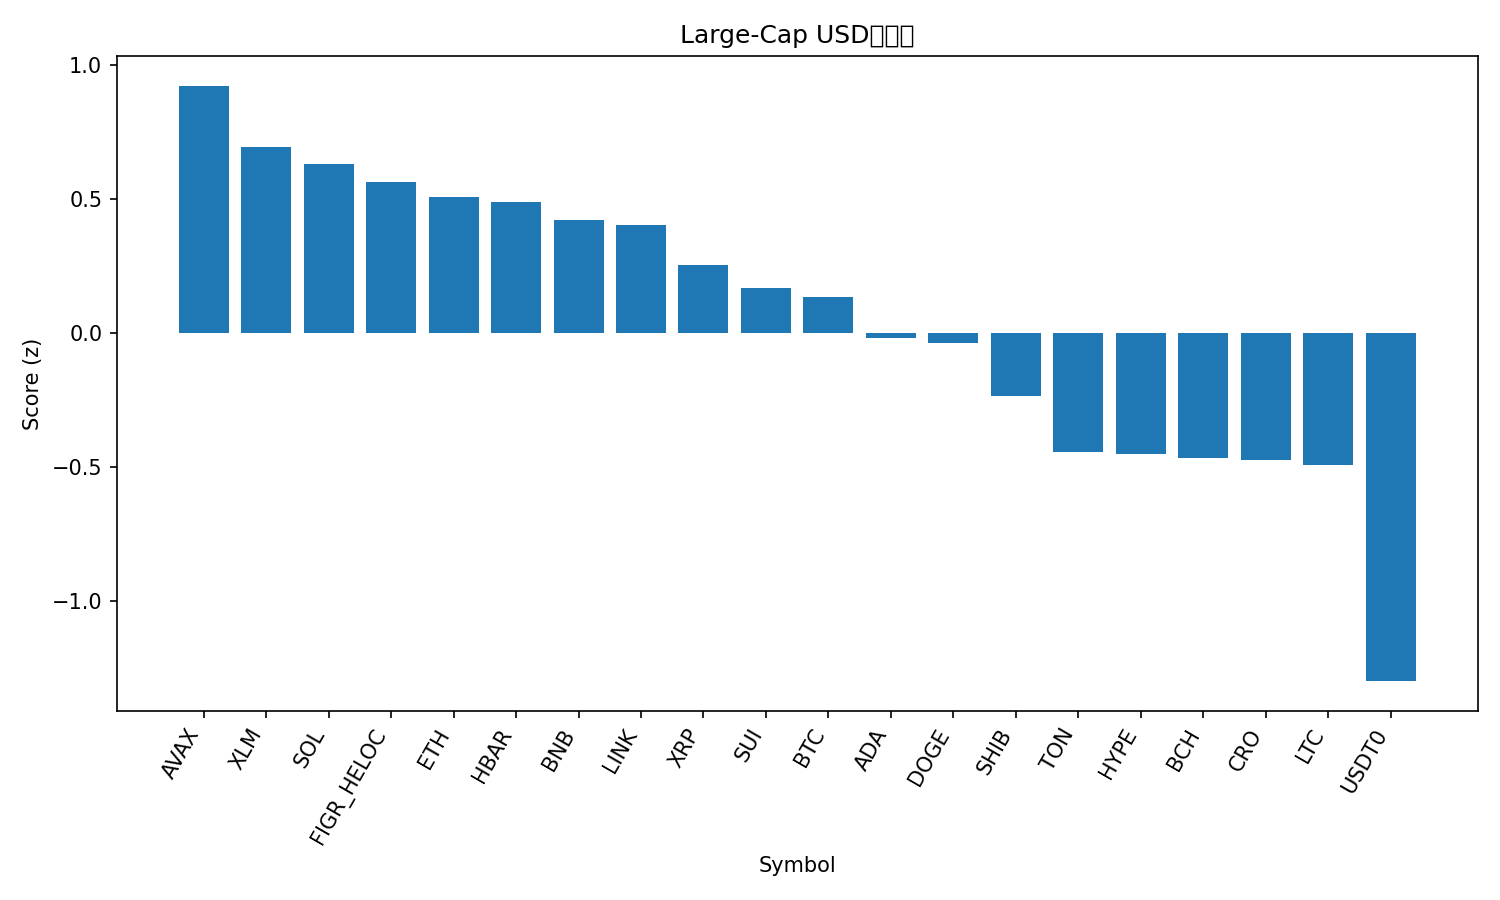 Large-Cap USD
1.0
0.5
0.0
−0.5
−1.0
Score (z)
AVAX
XLM
SOL
FIGR_HELOC
ETH
HBAR
BNB
LINK
XRP
SUI
BTC
ADA
DOGE
SHIB
TON
HYPE
BCH
CRO
LTC
USDT0
Symbol